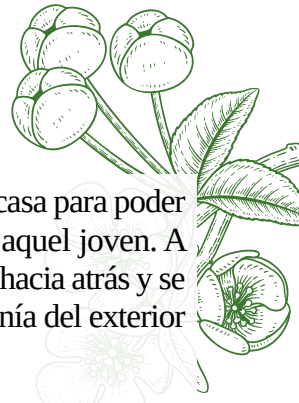 casa para poder
aquel joven. A
hacia atrás y se
nía del exterior